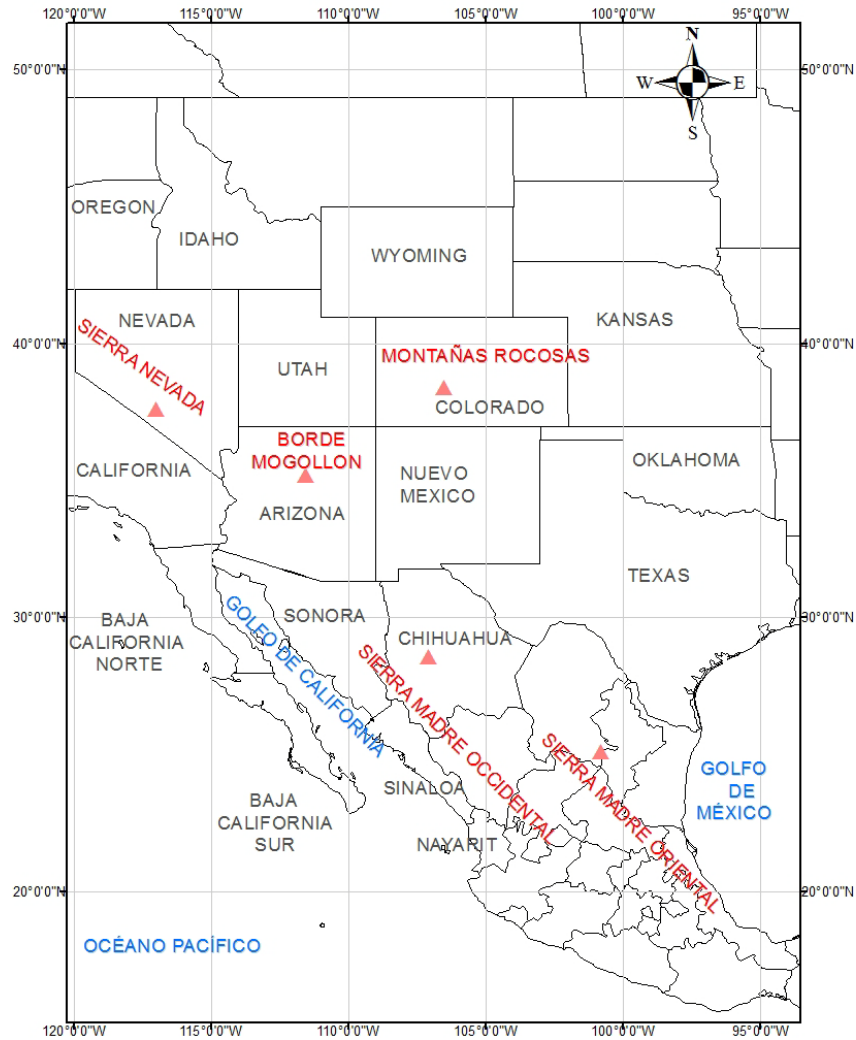 120°0'0"W 115°0'0"W 110°0'0"W 105°0'0"W 100°0'0"W 95°0'0"W
50°0'0"N 50°0'0"N
N
W E
S
OREGON
IDAHO
WYOMING
NEVADA
KANSAS
SIERRA NEVADA
40°0'0"N 40°0'0"N
UTAH
MONTAÑAS ROCOSAS
COLORADO
BORDE
MOGOLLON
CALIFORNIA
NUEVO
MEXICO
OKLAHOMA
ARIZONA
TEXAS
30°0'0"N 30°0'0"N
SONORA
BAJA
CALIFORNIA
NORTE
GOLFO DE CALIFORNIA
CHIHUAHUA
SIERRA MADRE OCCIDENTAL
SIERRA MADRE ORIENTAL
GOLFO
DE
MÉXICO
SINALOA
BAJA
CALIFORNIA
SUR
NAYARIT
20°0'0"N 20°0'0"N
OCÉANO PACÍFICO
120°0'0"W 115°0'0"W 110°0'0"W 105°0'0"W 100°0'0"W 95°0'0"W